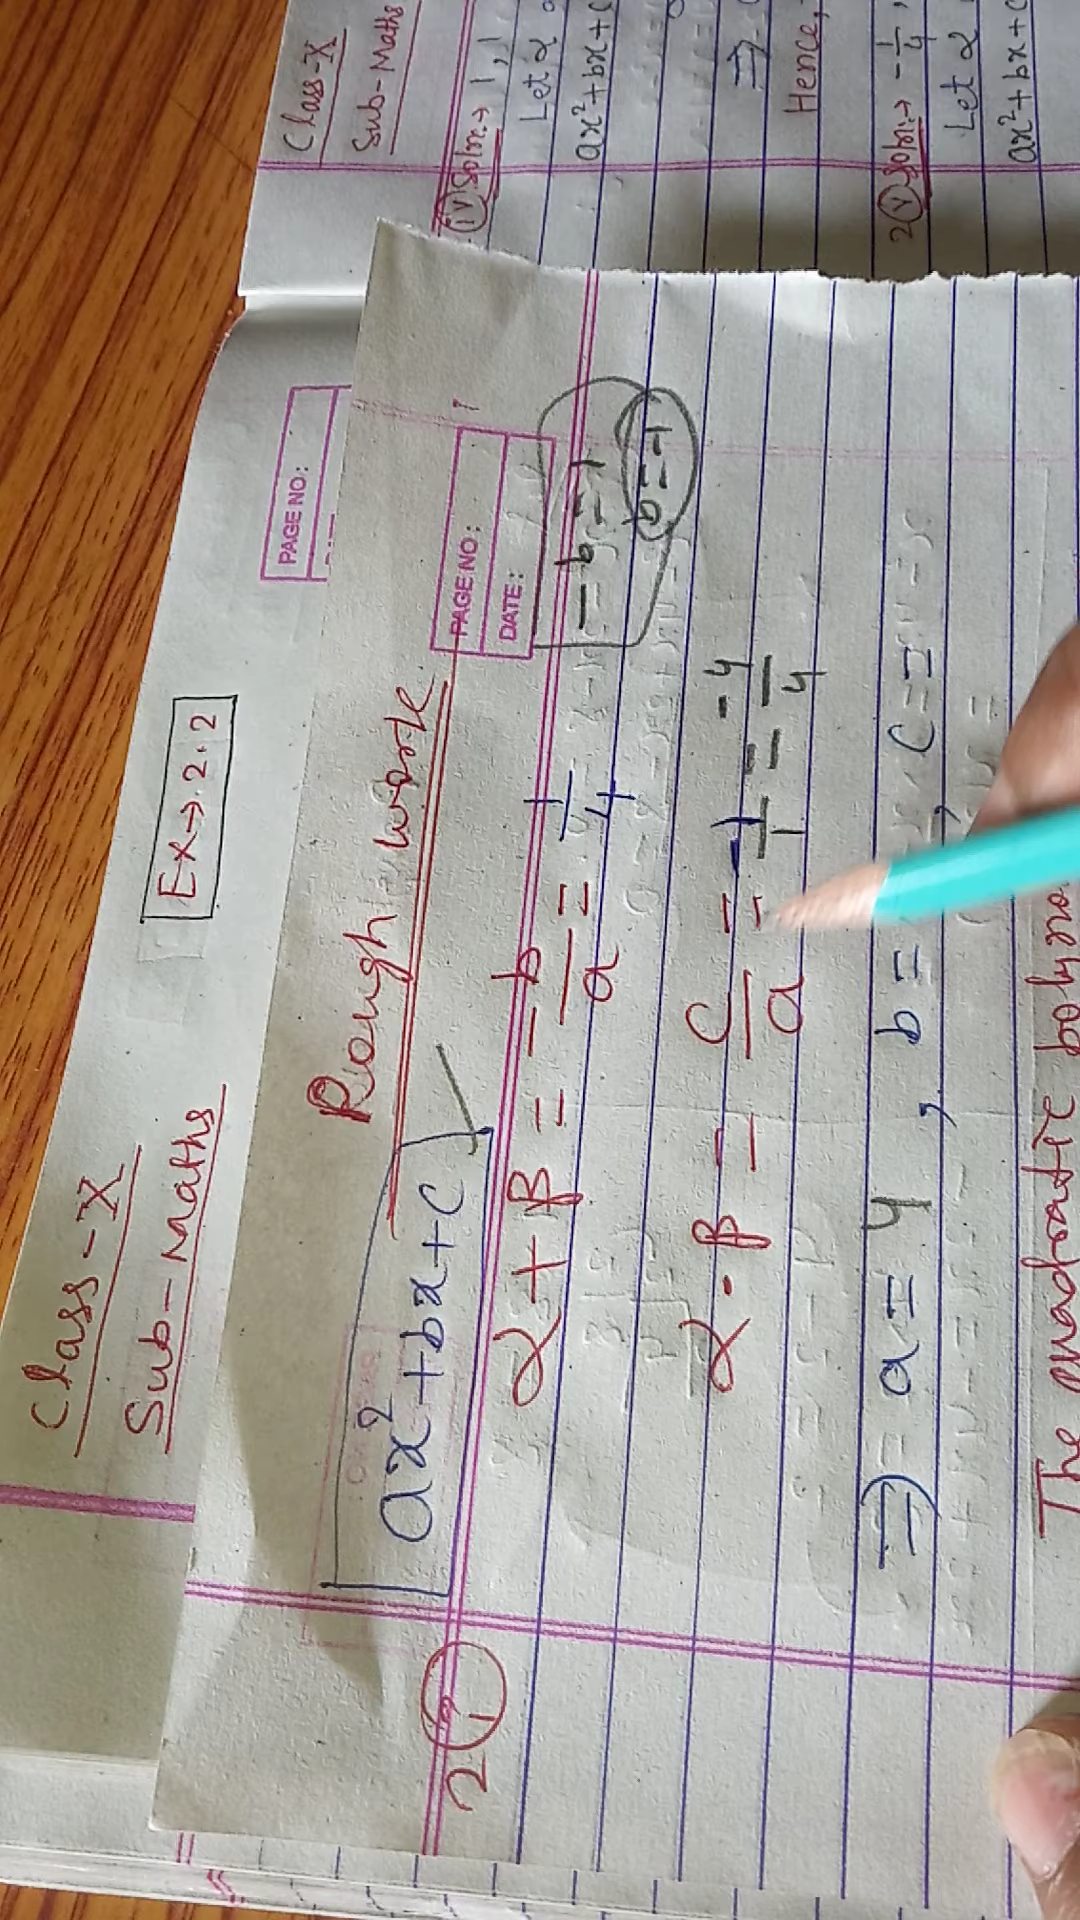 Class-X
Sub-Maths
Ex→2.2
PAGE NO:
Rough work
PAGE NO:
DATE:
2 i
ax²+bx+c
α+β = -b/a = 1/4
-b=1
b=-1
α·β = c/a = -1/1 = -4/4
⇒ a=4, b= , C=
The quadratic polyno
Class-X
Sub-Maths
iv Soln:→ 1, 1
Let α
ax²+bx+c
⇒
Hence,
2 v Soln:→ -1/4,
Let α
ax²+bx+c